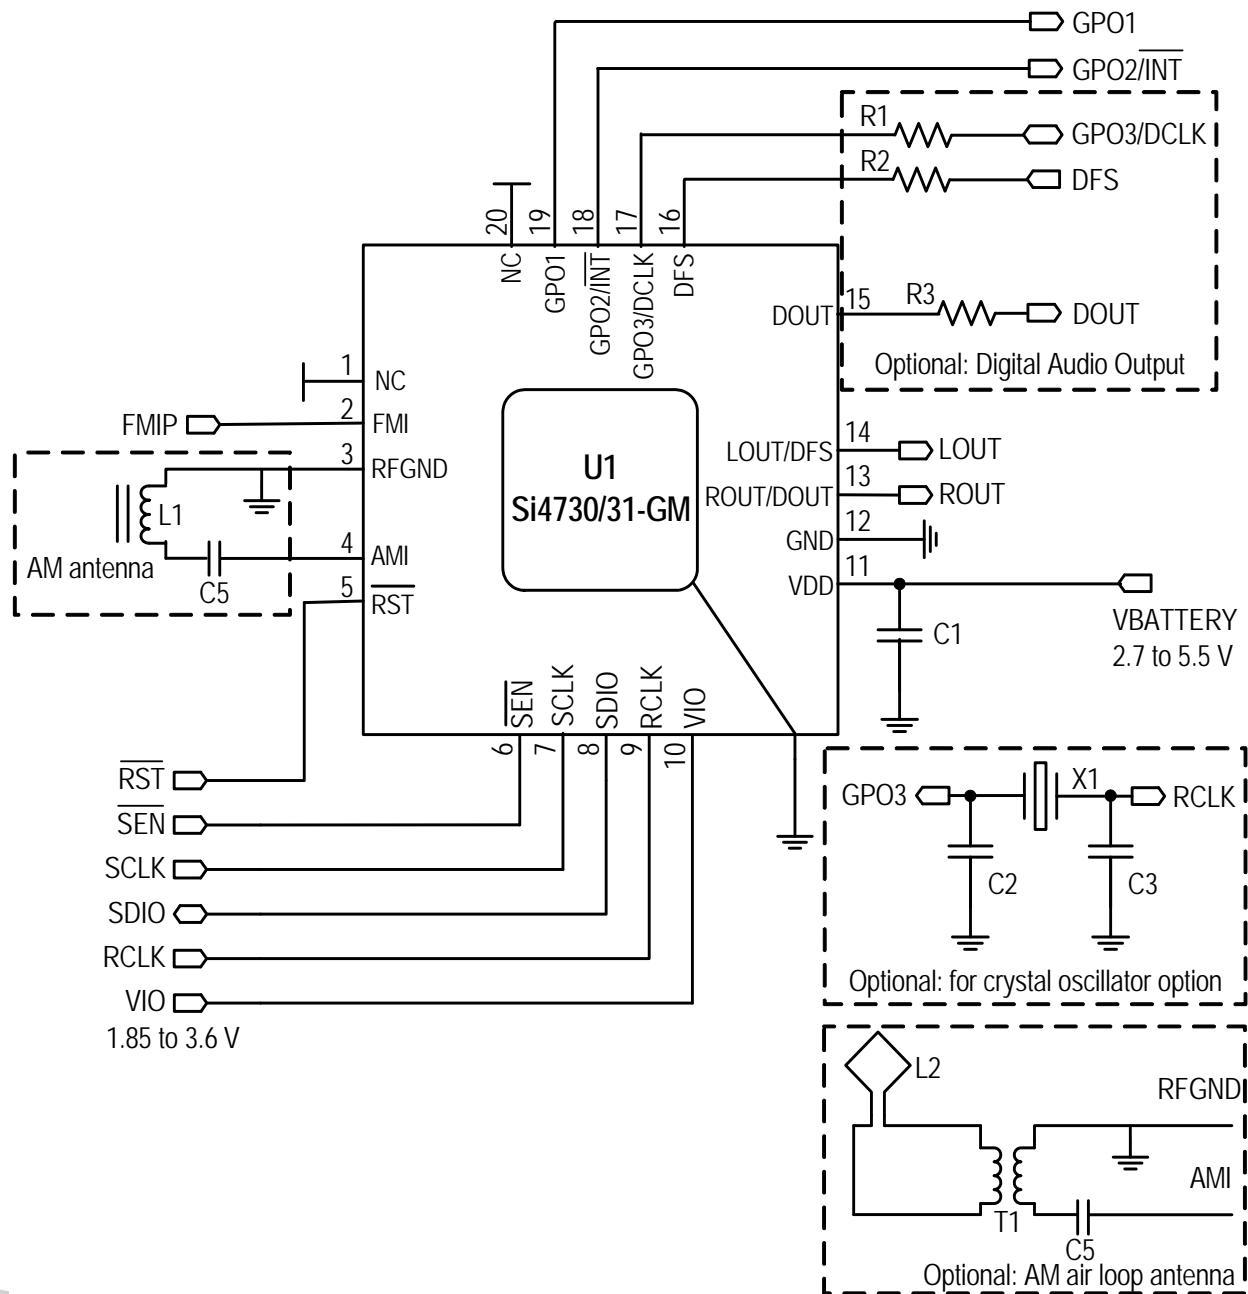 GPO1
GPO2/INT
R1
GPO3/DCLK
R2
DFS
20
19
18
17
16
NC
GPO1
GPO2/INT
GPO3/DCLK
DFS
DOUT
15
R3
DOUT
Optional: Digital Audio Output
1
NC
FMIP
2
FMI
3
RFGND
L1
AM antenna
C5
4
AMI
5
RST
U1
Si4730/31-GM
LOUT/DFS
14
LOUT
ROUT/DOUT
13
ROUT
GND
12
VDD
11
C1
VBATTERY
2.7 to 5.5 V
SEN
SCLK
SDIO
RCLK
VIO
6
7
8
9
10
RST
SEN
SCLK
SDIO
RCLK
VIO
1.85 to 3.6 V
GPO3
X1
RCLK
C2
C3
Optional: for crystal oscillator option
L2
RFGND
AMI
T1
C5
Optional: AM air loop antenna